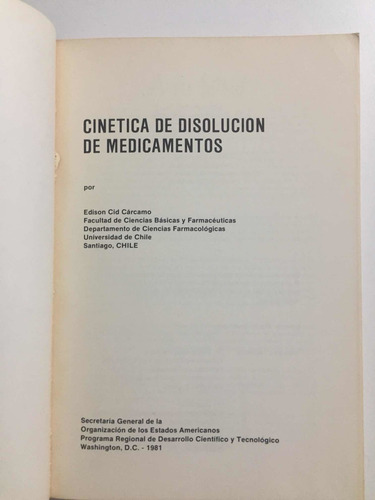 CINETICA DE DISOLUCION
DE MEDICAMENTOS
por
Edison Cid Cárcamo
Facultad de Ciencias Básicas y Farmacéuticas
Departamento de Ciencias Farmacológicas
Universidad de Chile
Santiago, CHILE
Secretaría General de la
Organización de los Estados Americanos
Programa Regional de Desarrollo Científico y Tecnológico
Washington, D.C. - 1981